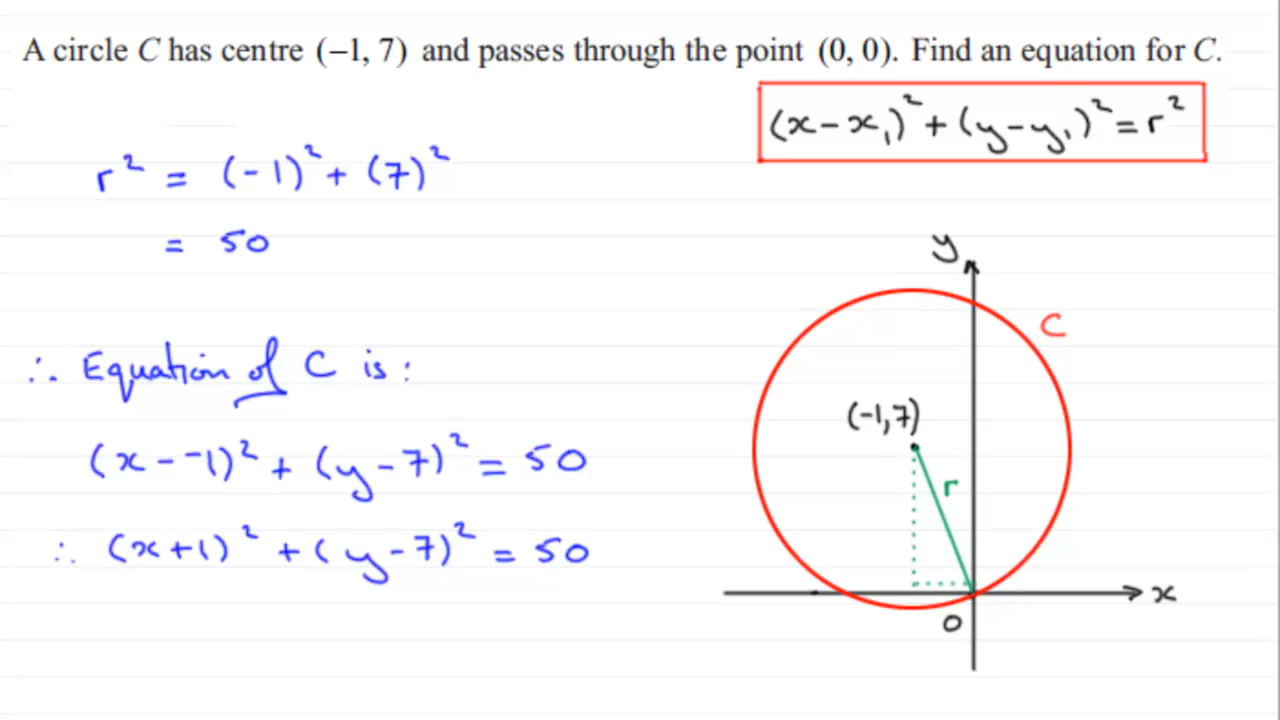 A circle C has centre (−1, 7) and passes through the point (0, 0). Find an equation for C.
(x − x₁)² + (y − y₁)² = r²
r² = (-1)² + (7)²
= 50
∴ Equation of C is :
(x - -1)² + (y - 7)² = 50
∴ (x + 1)² + (y - 7)² = 50
y
C
(-1, 7)
r
x
O